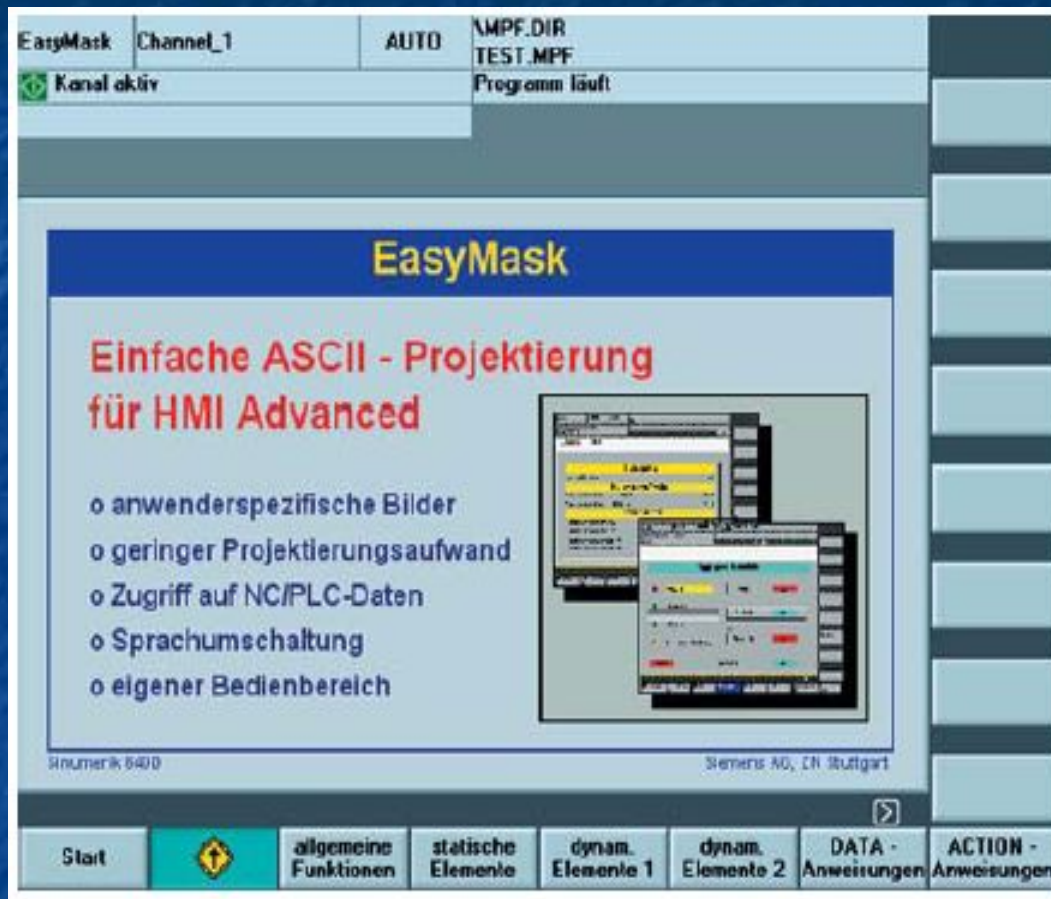 EasyMask Channel_1 AUTO \MPF.DIR
TEST.MPF
Kanal aktiv Programm läuft
EasyMask
Einfache ASCII - Projektierung
für HMI Advanced
o anwenderspezifische Bilder
o geringer Projektierungsaufwand
o Zugriff auf NC/PLC-Daten
o Sprachumschaltung
o eigener Bedienbereich
Sinumerik 840D Siemens AG, Stuttgart
Start allgemeine Funktionen statische Elemente dynam. Elemente 1 dynam. Elemente 2 DATA - Anweisungen ACTION - Anweisungen